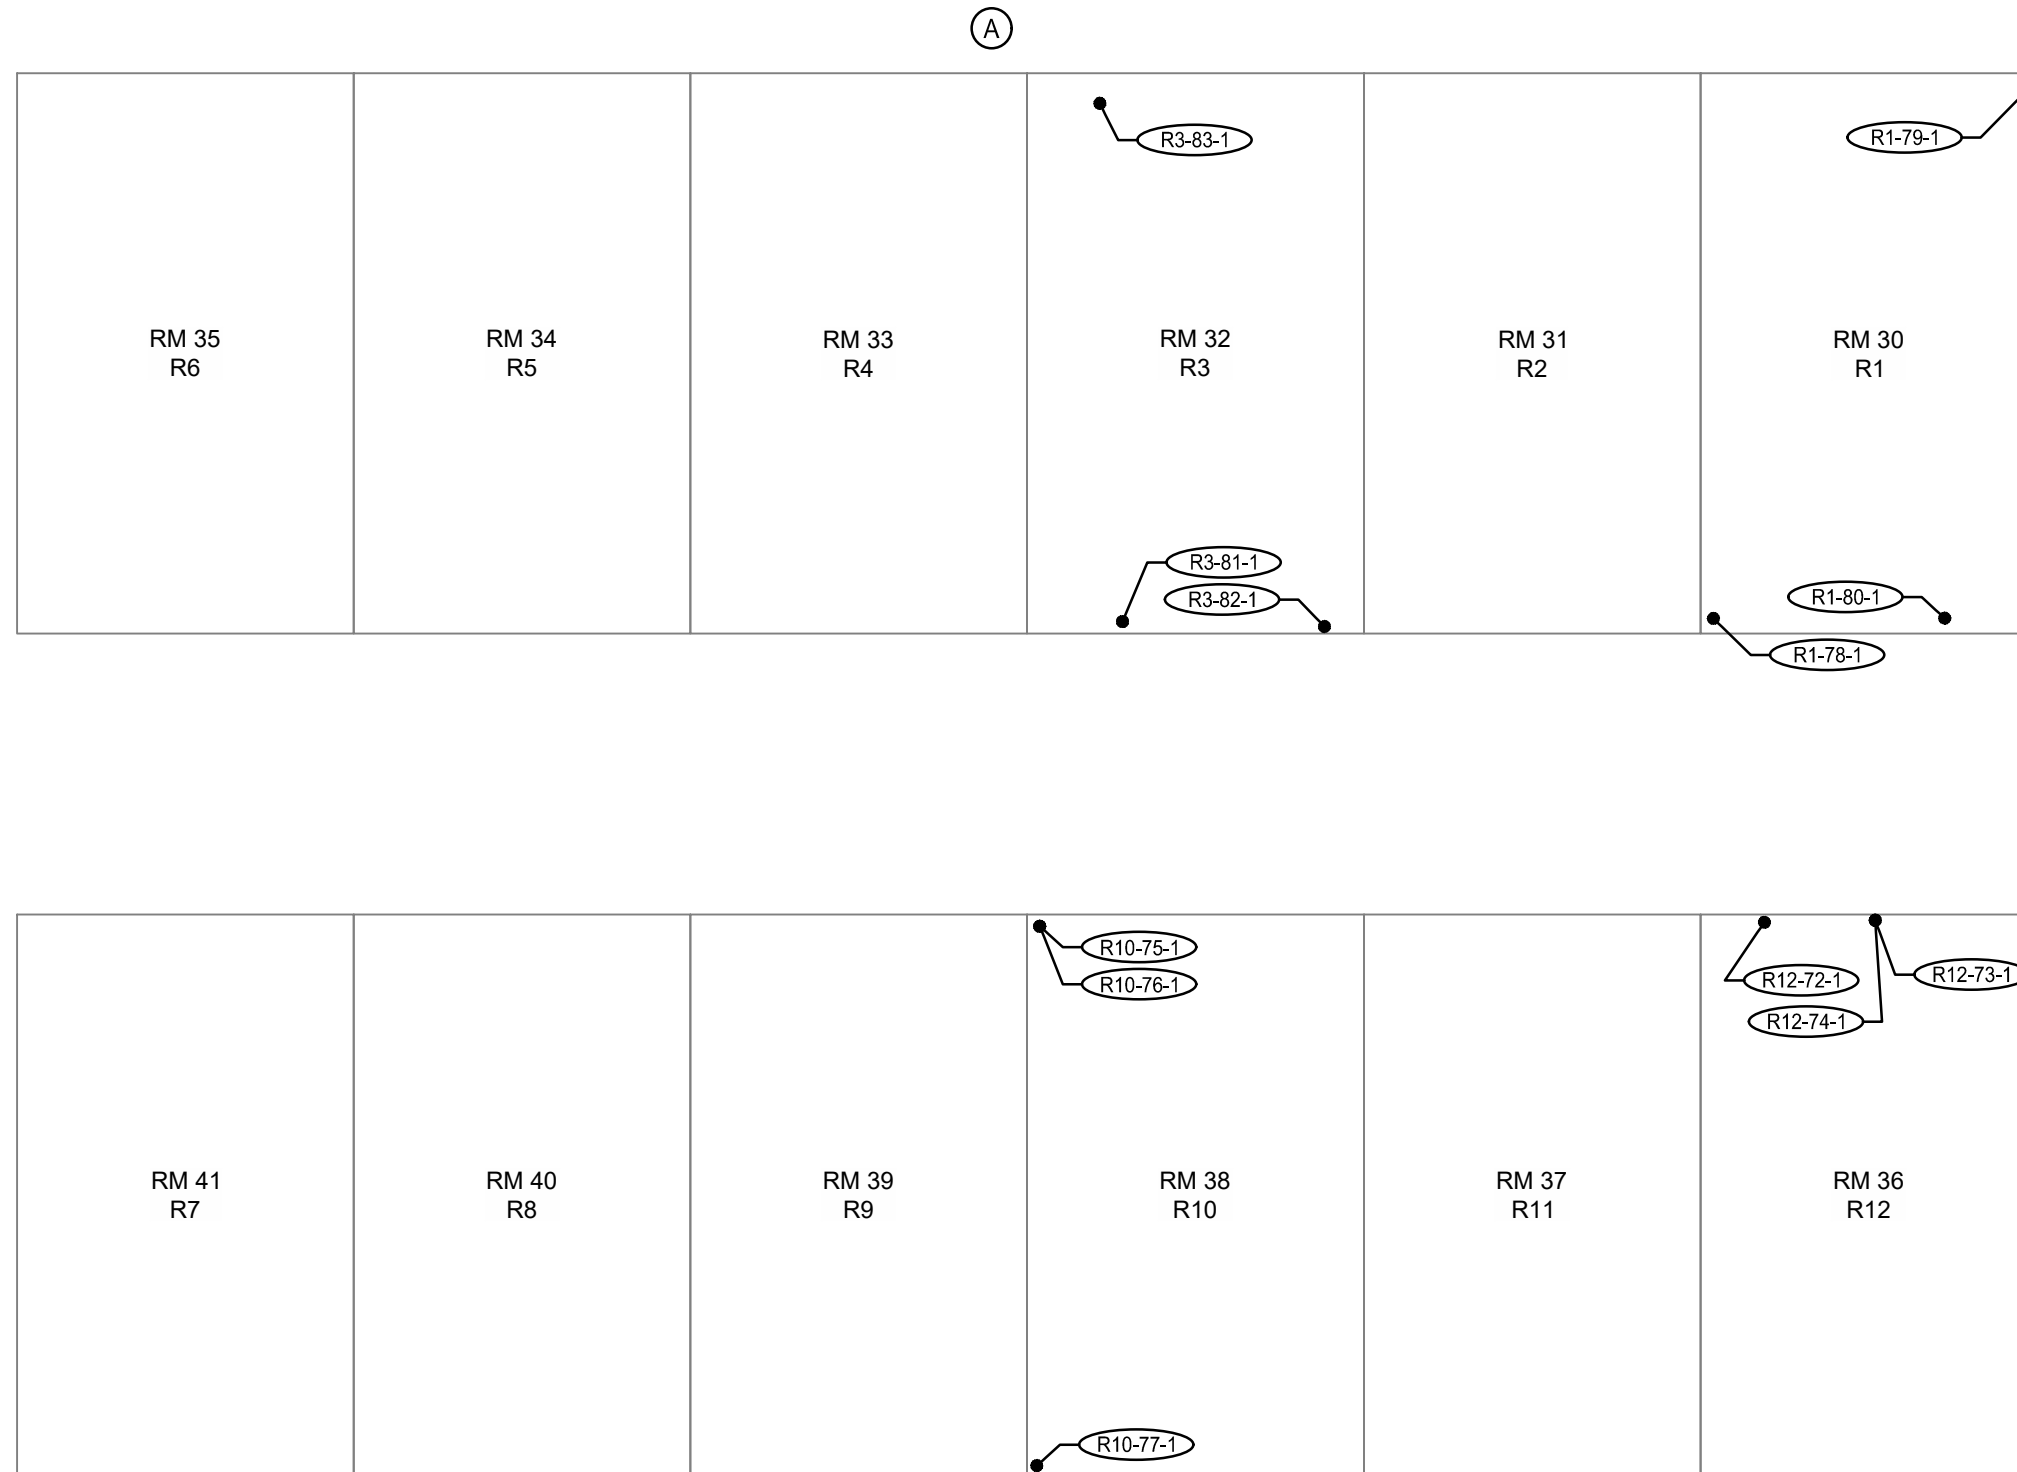 A
R3-83-1
R1-79-1
RM 35
R6
RM 34
R5
RM 33
R4
RM 32
R3
RM 31
R2
RM 30
R1
R3-81-1
R3-82-1
R1-80-1
R1-78-1
R10-75-1
R10-76-1
R12-72-1
R12-73-1
R12-74-1
RM 41
R7
RM 40
R8
RM 39
R9
RM 38
R10
RM 37
R11
RM 36
R12
R10-77-1